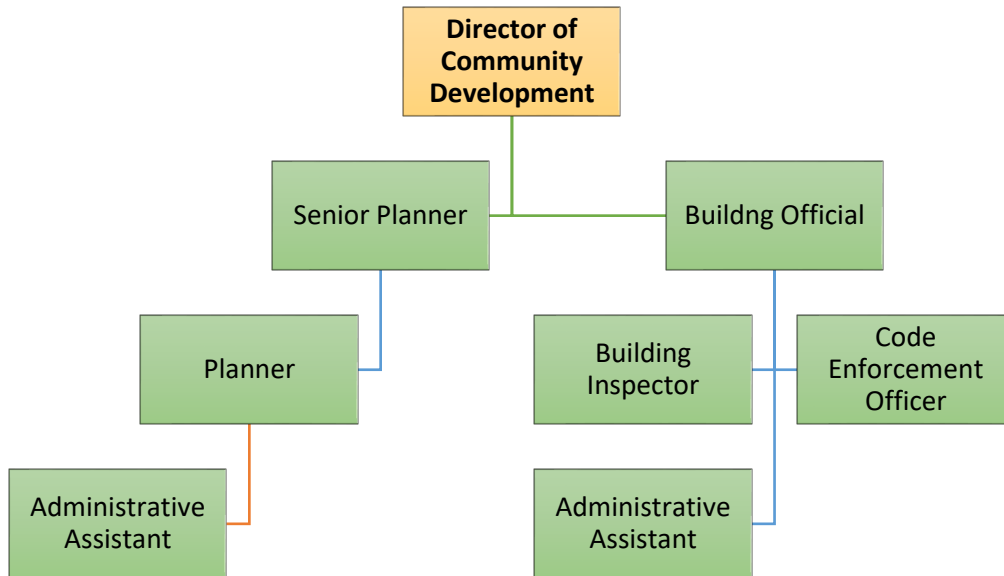 Director of
Community
Development
Senior Planner
Buildng Official
Planner
Building
Inspector
Code
Enforcement
Officer
Administrative
Assistant
Administrative
Assistant